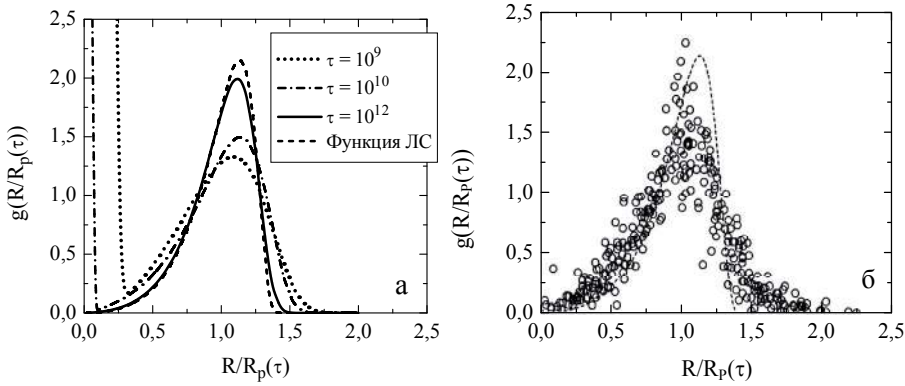 2,5
2,0
1,5
1,0
0,5
0,0
g(R/R_p(τ))
τ = 10^9
τ = 10^10
τ = 10^12
Функция ЛС
а
0,0 0,5 1,0 1,5 2,0 2,5
R/R_p(τ)
2,5
2,0
1,5
1,0
0,5
0,0
g(R/R_P(τ))
б
0,0 0,5 1,0 1,5 2,0 2,5
R/R_P(τ)